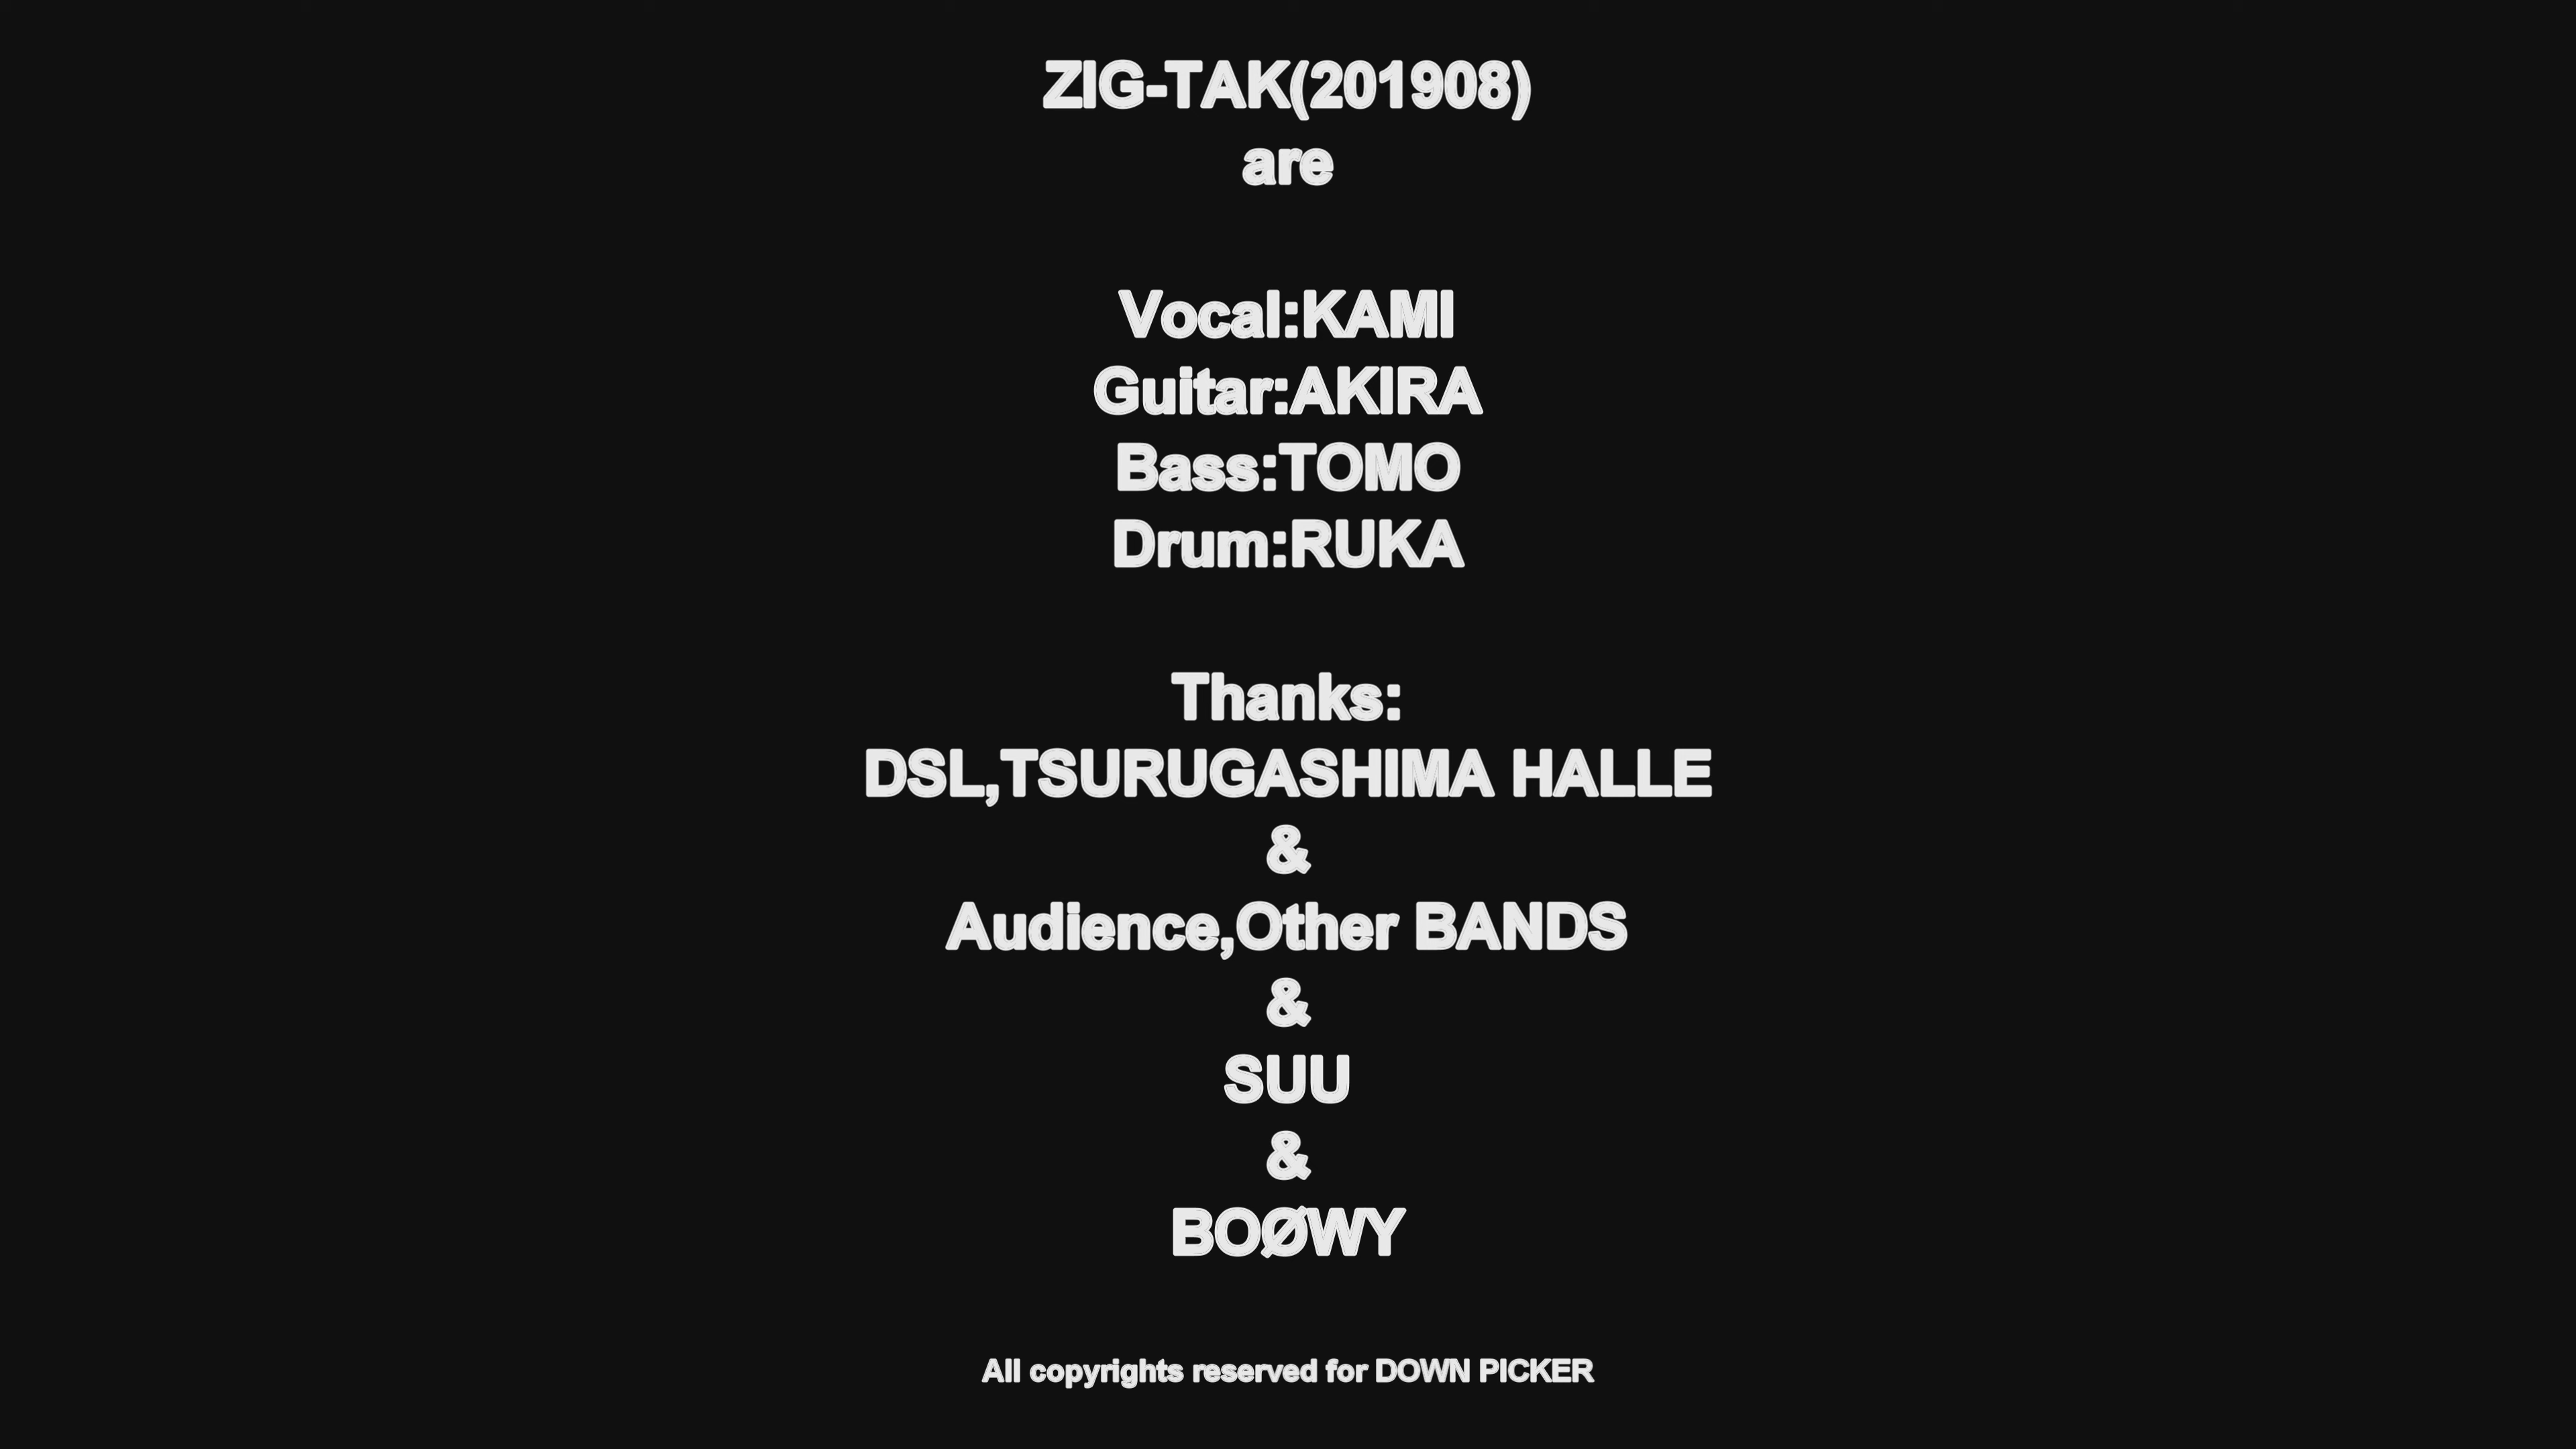 ZIG-TAK(201908)
are
Vocal:KAMI
Guitar:AKIRA
Bass:TOMO
Drum:RUKA
Thanks:
DSL,TSURUGASHIMA HALLE
&
Audience,Other BANDS
&
SUU
&
BOØWY
All copyrights reserved for DOWN PICKER